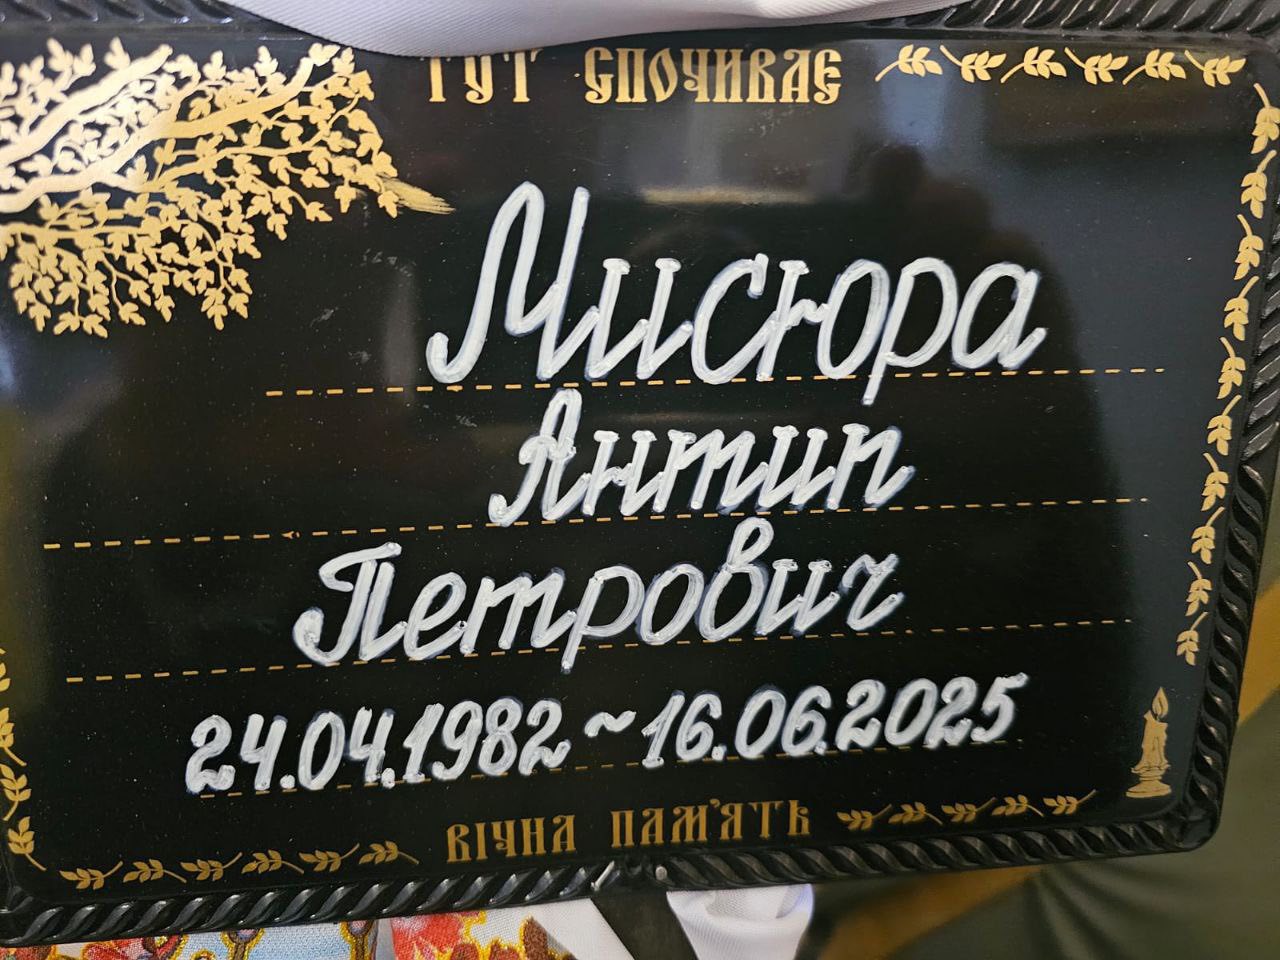 ТУТ СПОЧИВАЄ
Мисюра
Антип
Петрович
24.04.1982 ~ 16.06.2025
ВІЧНА ПАМ'ЯТЬ